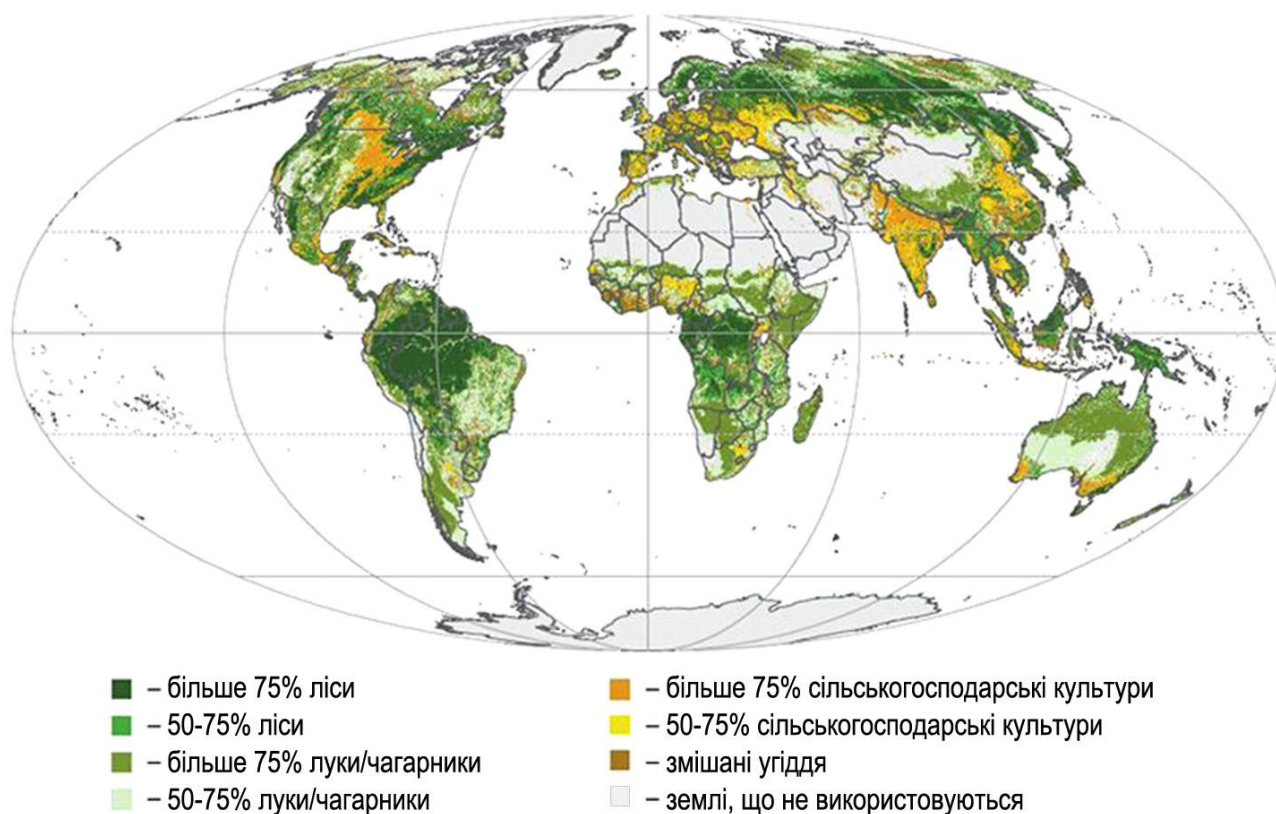 – більше 75% ліси
– 50-75% ліси
– більше 75% луки/чагарники
– 50-75% луки/чагарники
– більше 75% сільськогосподарські культури
– 50-75% сільськогосподарські культури
– змішані угіддя
– землі, що не використовуються